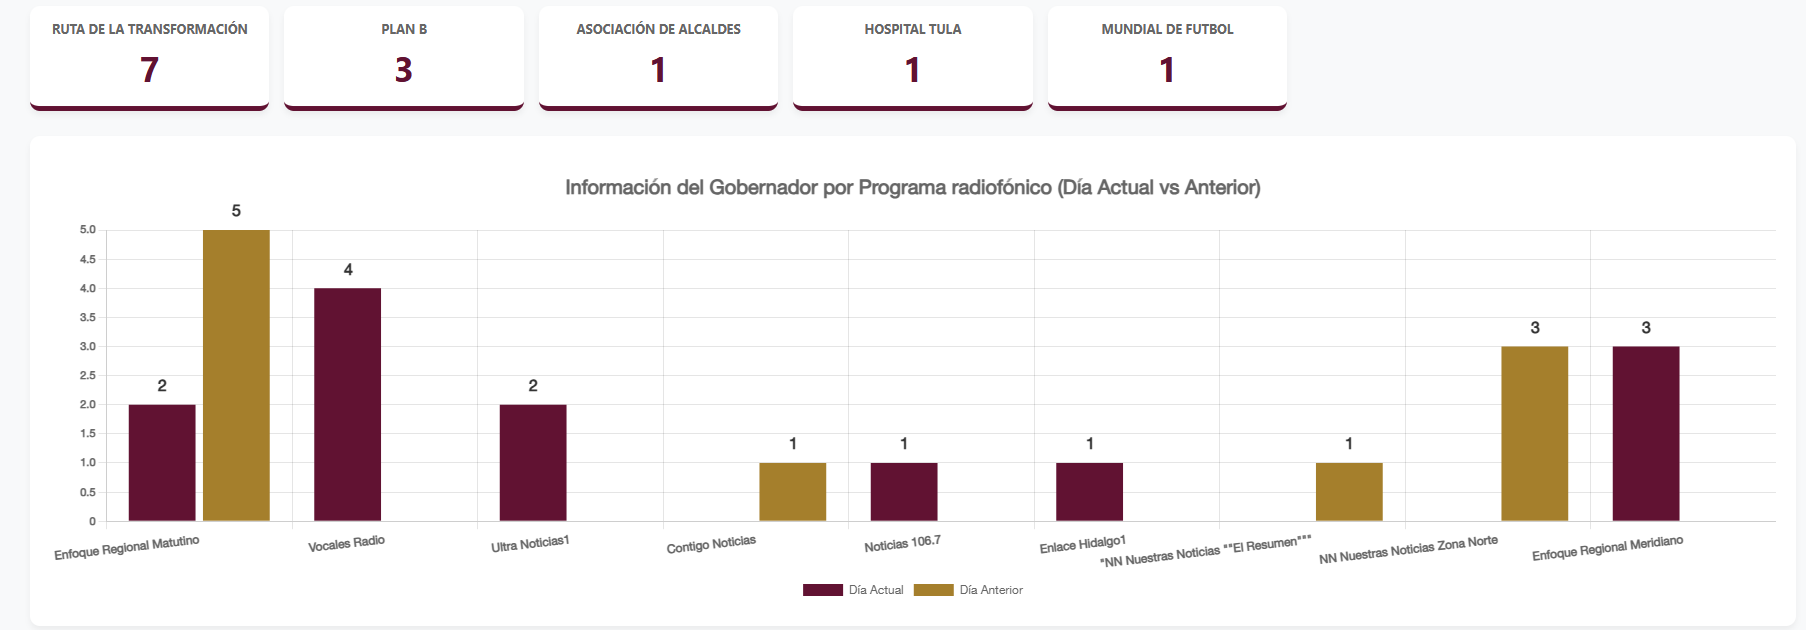 RUTA DE LA TRANSFORMACIÓN
7
PLAN B
3
ASOCIACIÓN DE ALCALDES
1
HOSPITAL TULA
1
MUNDIAL DE FUTBOL
1
Información del Gobernador por Programa radiofónico (Día Actual vs Anterior)
5.0
4.5
4.0
3.5
3.0
2.5
2.0
1.5
1.0
0.5
0
2
5
4
2
1
1
1
1
3
3
Enfoque Regional Matutino
Vocales Radio
Ultra Noticias1
Contigo Noticias
Noticias 106.7
Enlace Hidalgo1
"NN Nuestras Noticias ""El Resumen"""
NN Nuestras Noticias Zona Norte
Enfoque Regional Meridiano
Día Actual
Día Anterior